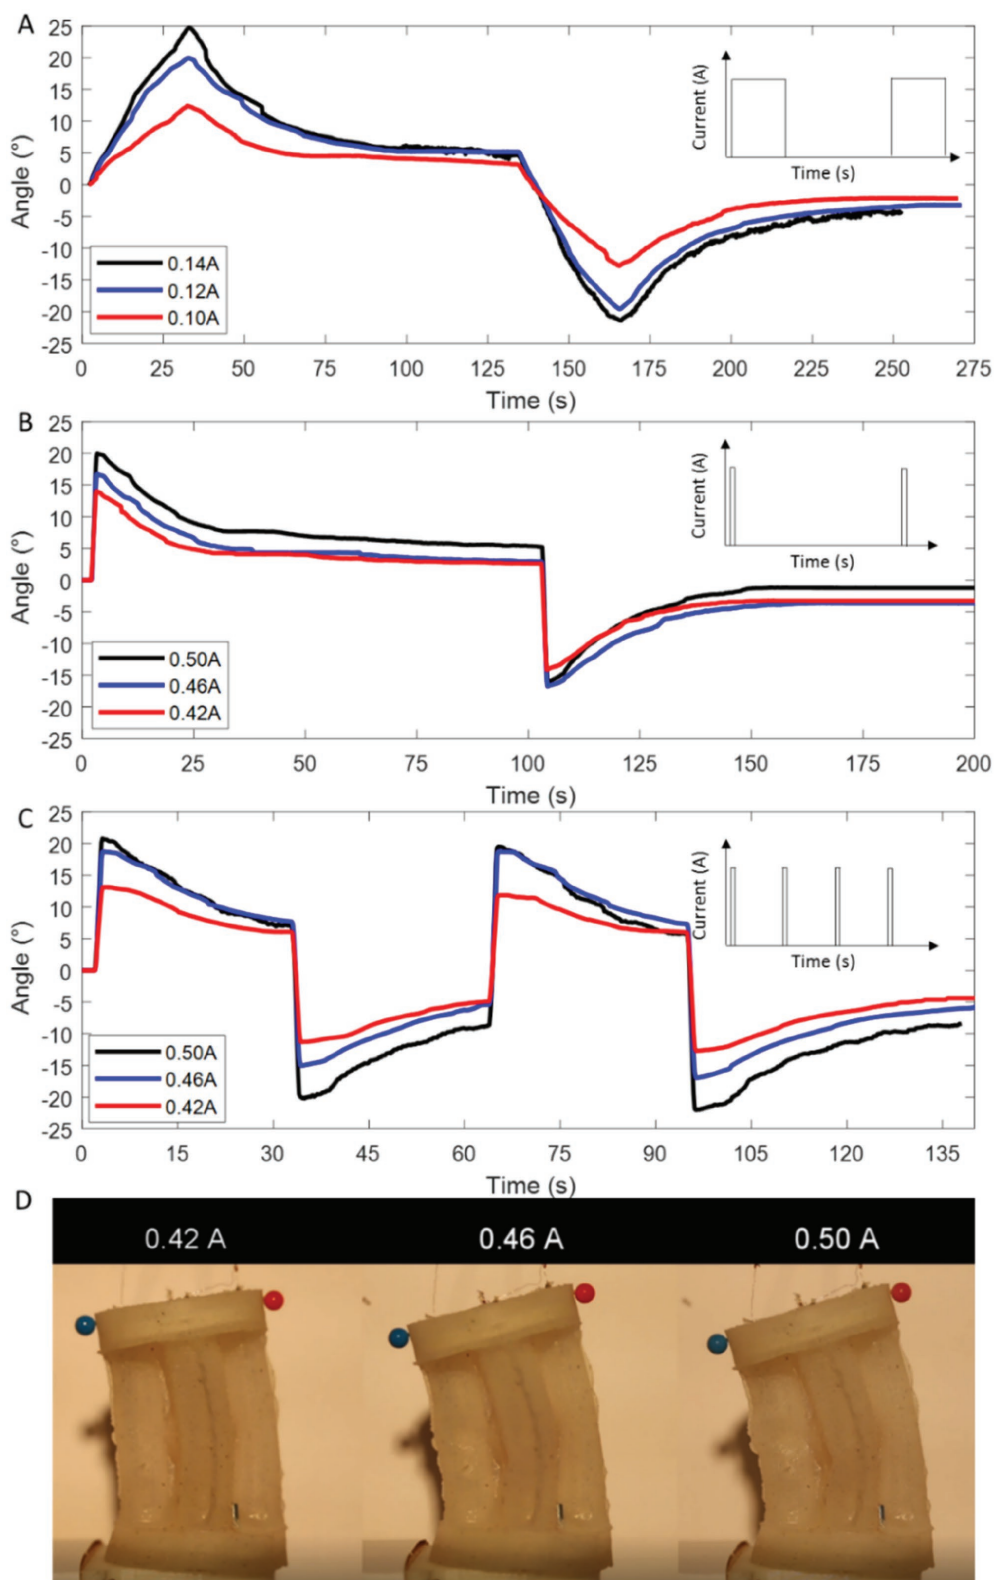 A
25
20
15
10
5
0
-5
-10
-15
-20
-25
Angle (°)
0.14A
0.12A
0.10A
Current (A)
Time (s)
0 25 50 75 100 125 150 175 200 225 250 275
Time (s)
B
25
20
15
10
5
0
-5
-10
-15
-20
-25
Angle (°)
0.50A
0.46A
0.42A
Current (A)
Time (s)
0 25 50 75 100 125 150 175 200
Time (s)
C
25
20
15
10
5
0
-5
-10
-15
-20
-25
Angle (°)
0.50A
0.46A
0.42A
Current (A)
Time (s)
0 15 30 45 60 75 90 105 120 135
Time (s)
D
0.42 A 0.46 A 0.50 A